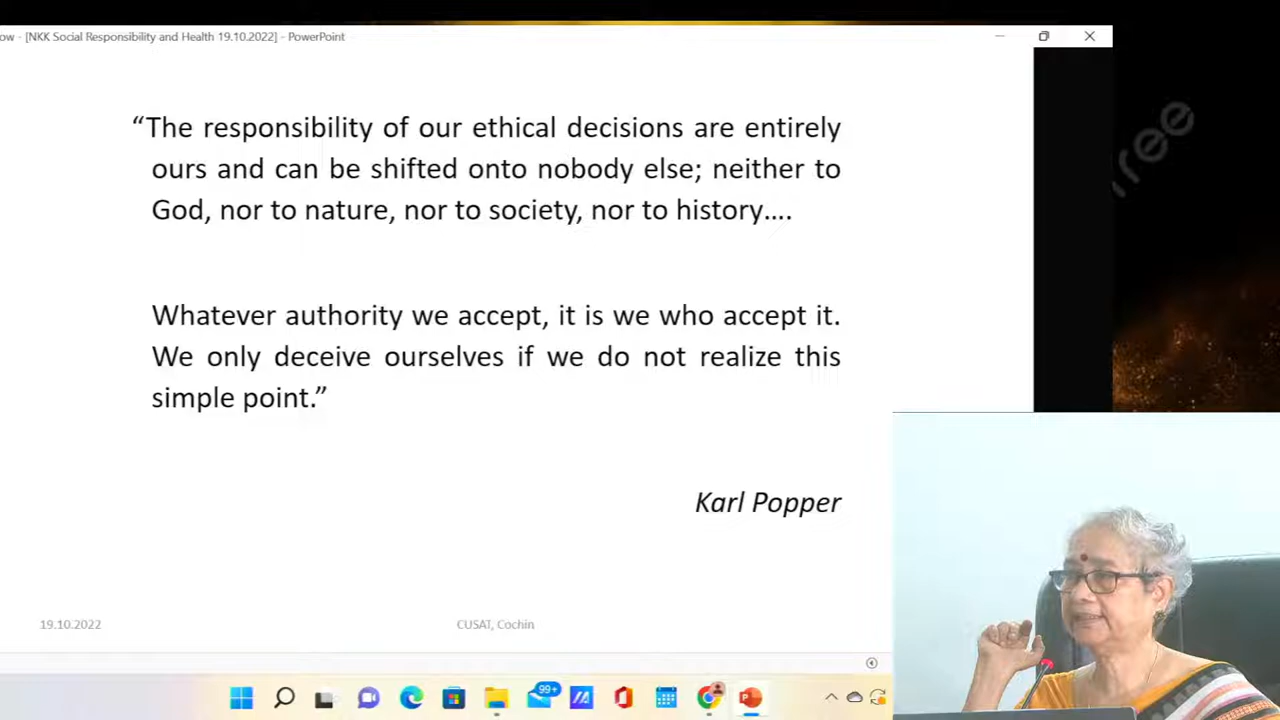 ow - [NKK Social Responsibility and Health 19.10.2022] - PowerPoint
“The responsibility of our ethical decisions are entirely
ours and can be shifted onto nobody else; neither to
God, nor to nature, nor to society, nor to history....
Whatever authority we accept, it is we who accept it.
We only deceive ourselves if we do not realize this
simple point.”
Karl Popper
19.10.2022
CUSAT, Cochin
99+